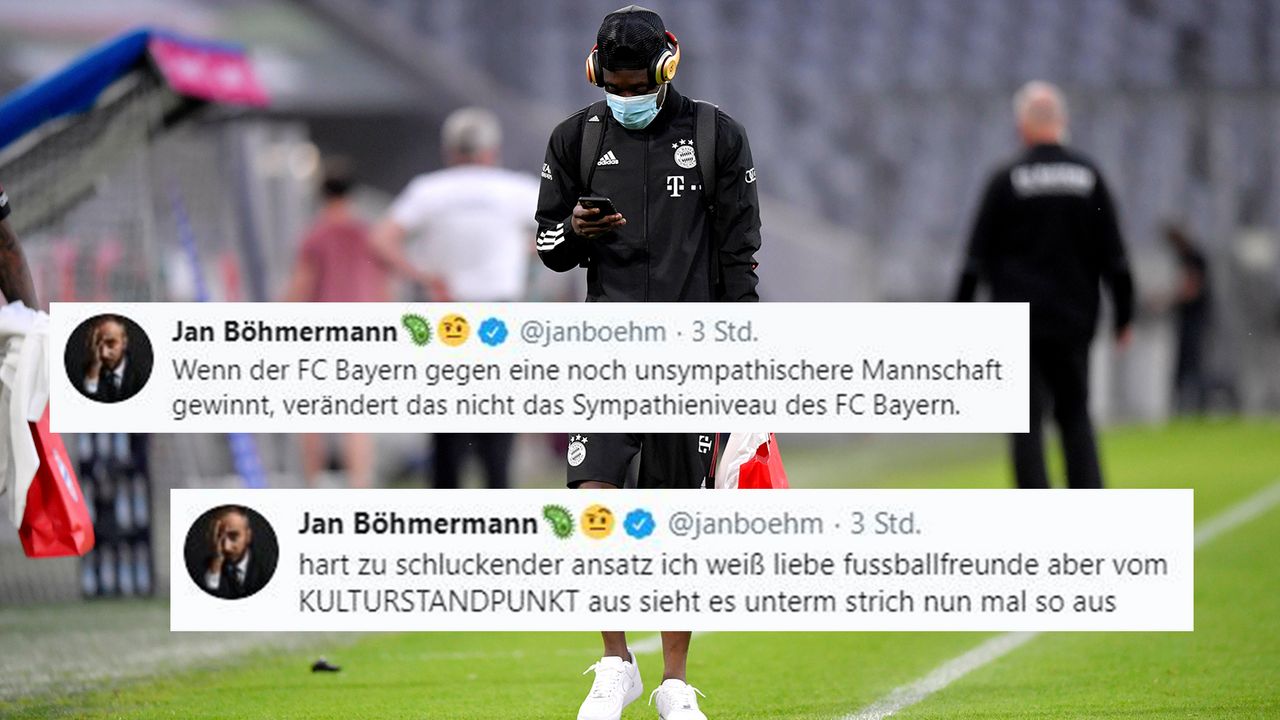 Jan Böhmermann🦠🤨 @janboehm · 3 Std.
Wenn der FC Bayern gegen eine noch unsympathischere Mannschaft
gewinnt, verändert das nicht das Sympathieniveau des FC Bayern.
Jan Böhmermann🦠🤨 @janboehm · 3 Std.
hart zu schluckender ansatz ich weiß liebe fussballfreunde aber vom
KULTURSTANDPUNKT aus sieht es unterm strich nun mal so aus